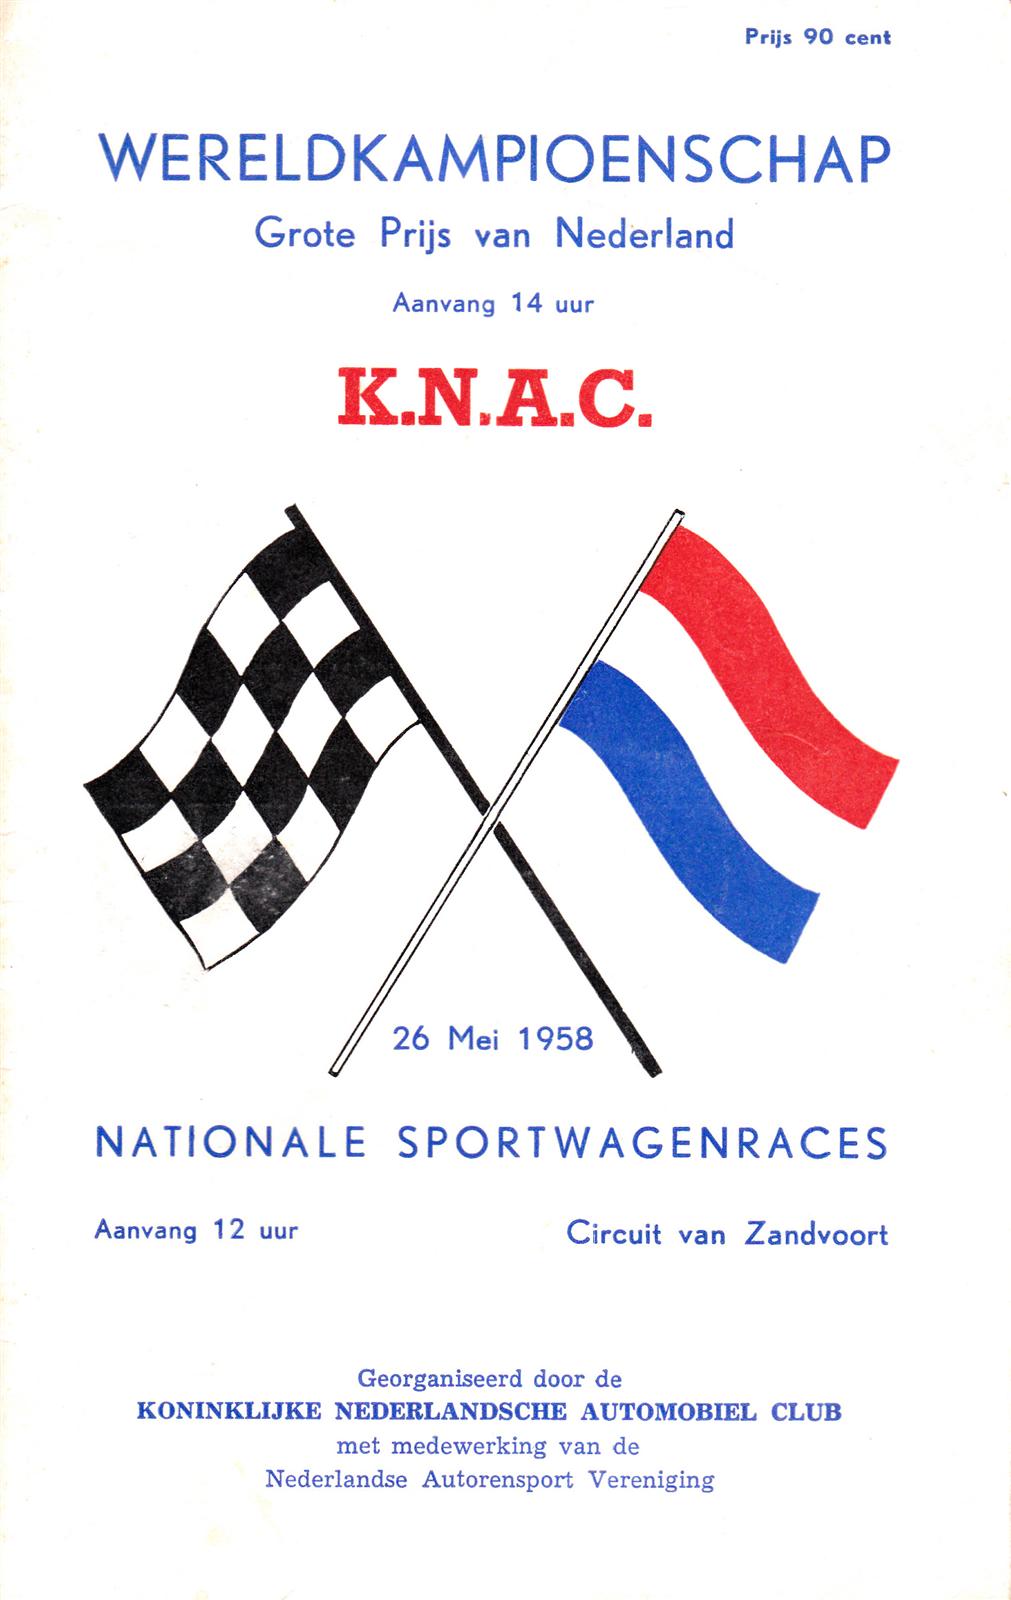 Prijs 90 cent
WERELDKAMPIOENSCHAP
Grote Prijs van Nederland
Aanvang 14 uur
K.N.A.C.
26 Mei 1958
NATIONALE SPORTWAGENRACES
Aanvang 12 uur
Circuit van Zandvoort
Georganiseerd door de
KONINKLIJKE NEDERLANDSCHE AUTOMOBIEL CLUB
met medewerking van de
Nederlandse Autorensport Vereniging